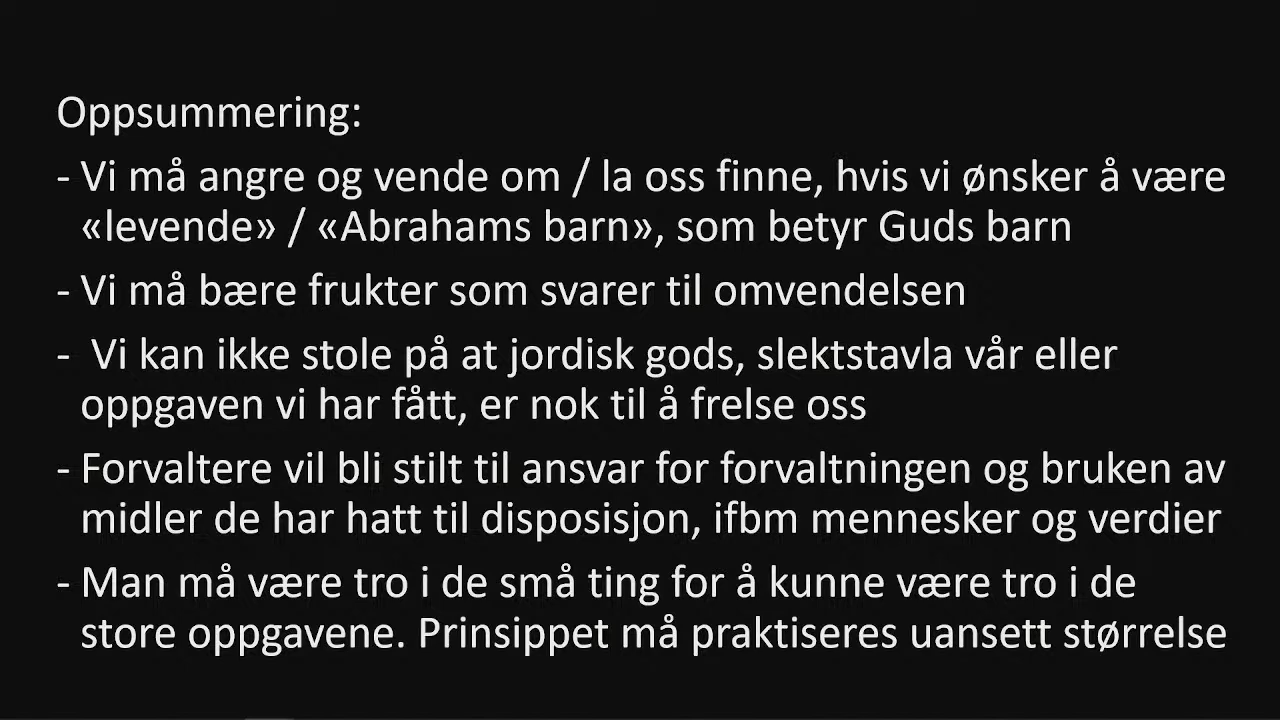 Oppsummering:
- Vi må angre og vende om / la oss finne, hvis vi ønsker å være
«levende» / «Abrahams barn», som betyr Guds barn
- Vi må bære frukter som svarer til omvendelsen
- Vi kan ikke stole på at jordisk gods, slektstavla vår eller
oppgaven vi har fått, er nok til å frelse oss
- Forvaltere vil bli stilt til ansvar for forvaltningen og bruken av
midler de har hatt til disposisjon, ifbm mennesker og verdier
- Man må være tro i de små ting for å kunne være tro i de
store oppgavene. Prinsippet må praktiseres uansett størrelse